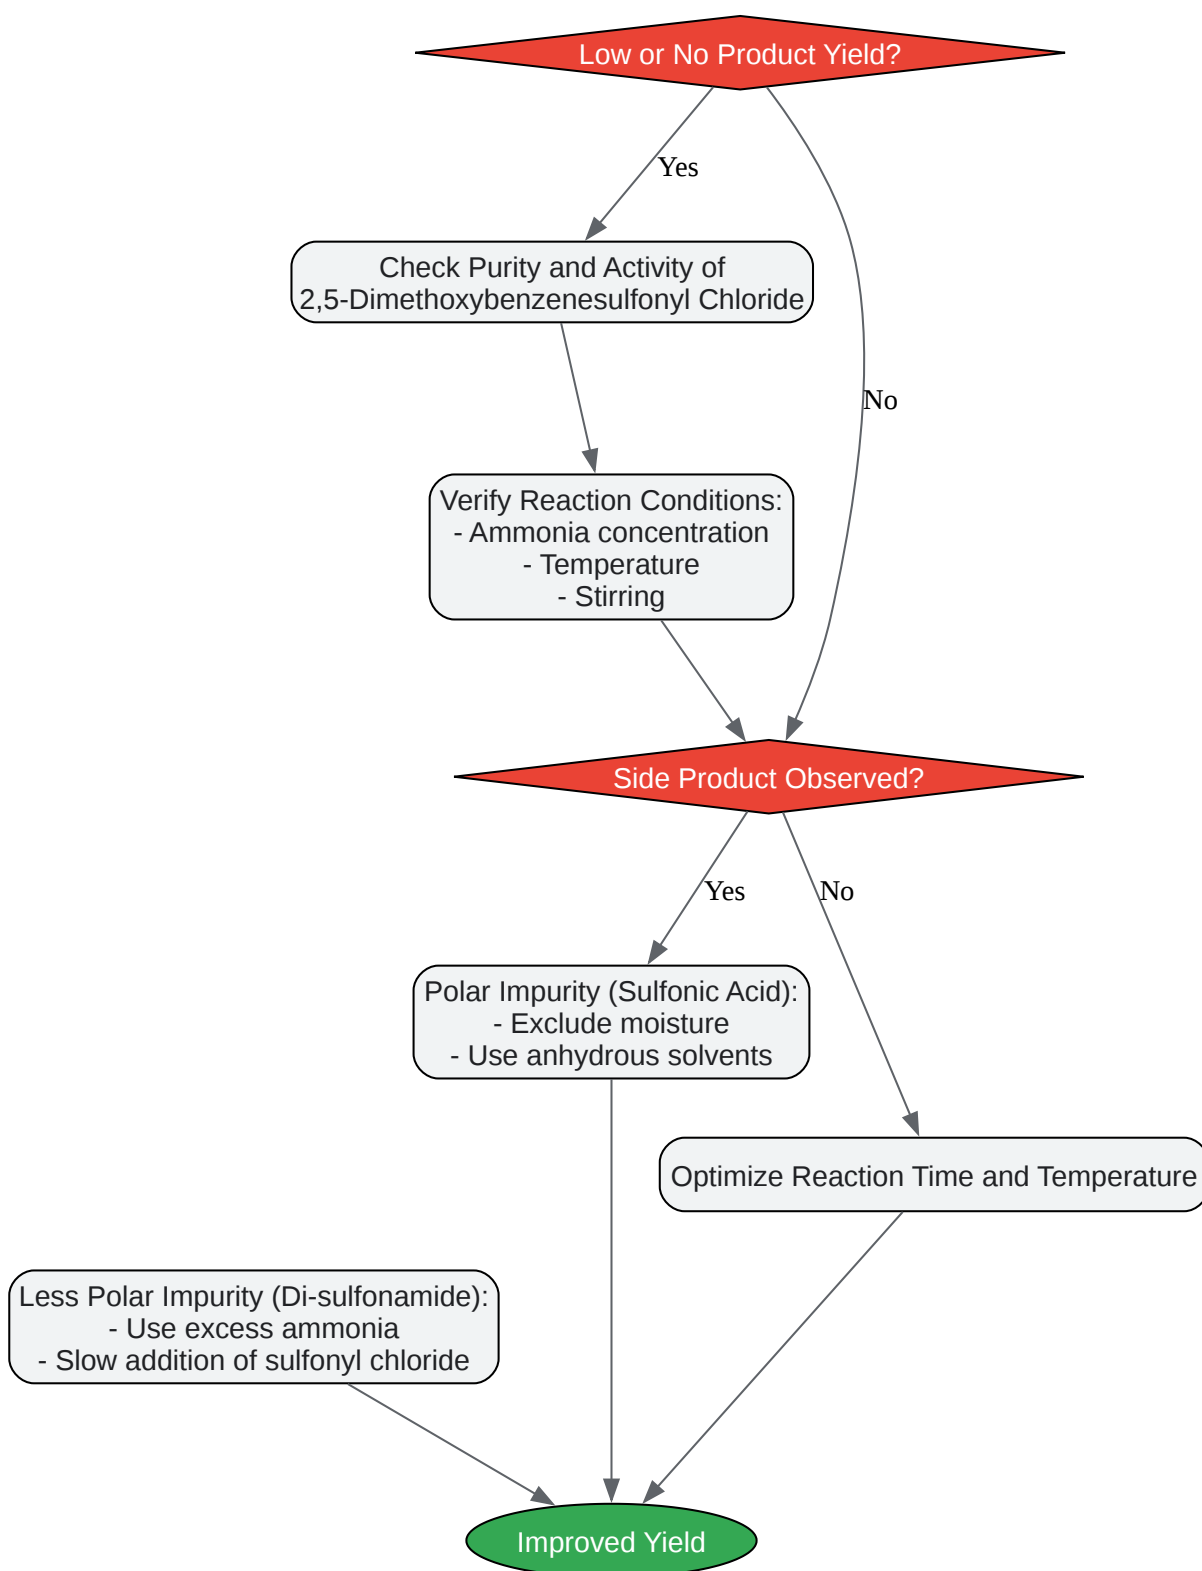 Low or No Product Yield?
Yes
Check Purity and Activity of
2,5-Dimethoxybenzenesulfonyl Chloride
No
Verify Reaction Conditions:
- Ammonia concentration
- Temperature
- Stirring
Side Product Observed?
Yes
No
Polar Impurity (Sulfonic Acid):
- Exclude moisture
- Use anhydrous solvents
Optimize Reaction Time and Temperature
Less Polar Impurity (Di-sulfonamide):
- Use excess ammonia
- Slow addition of sulfonyl chloride
Improved Yield